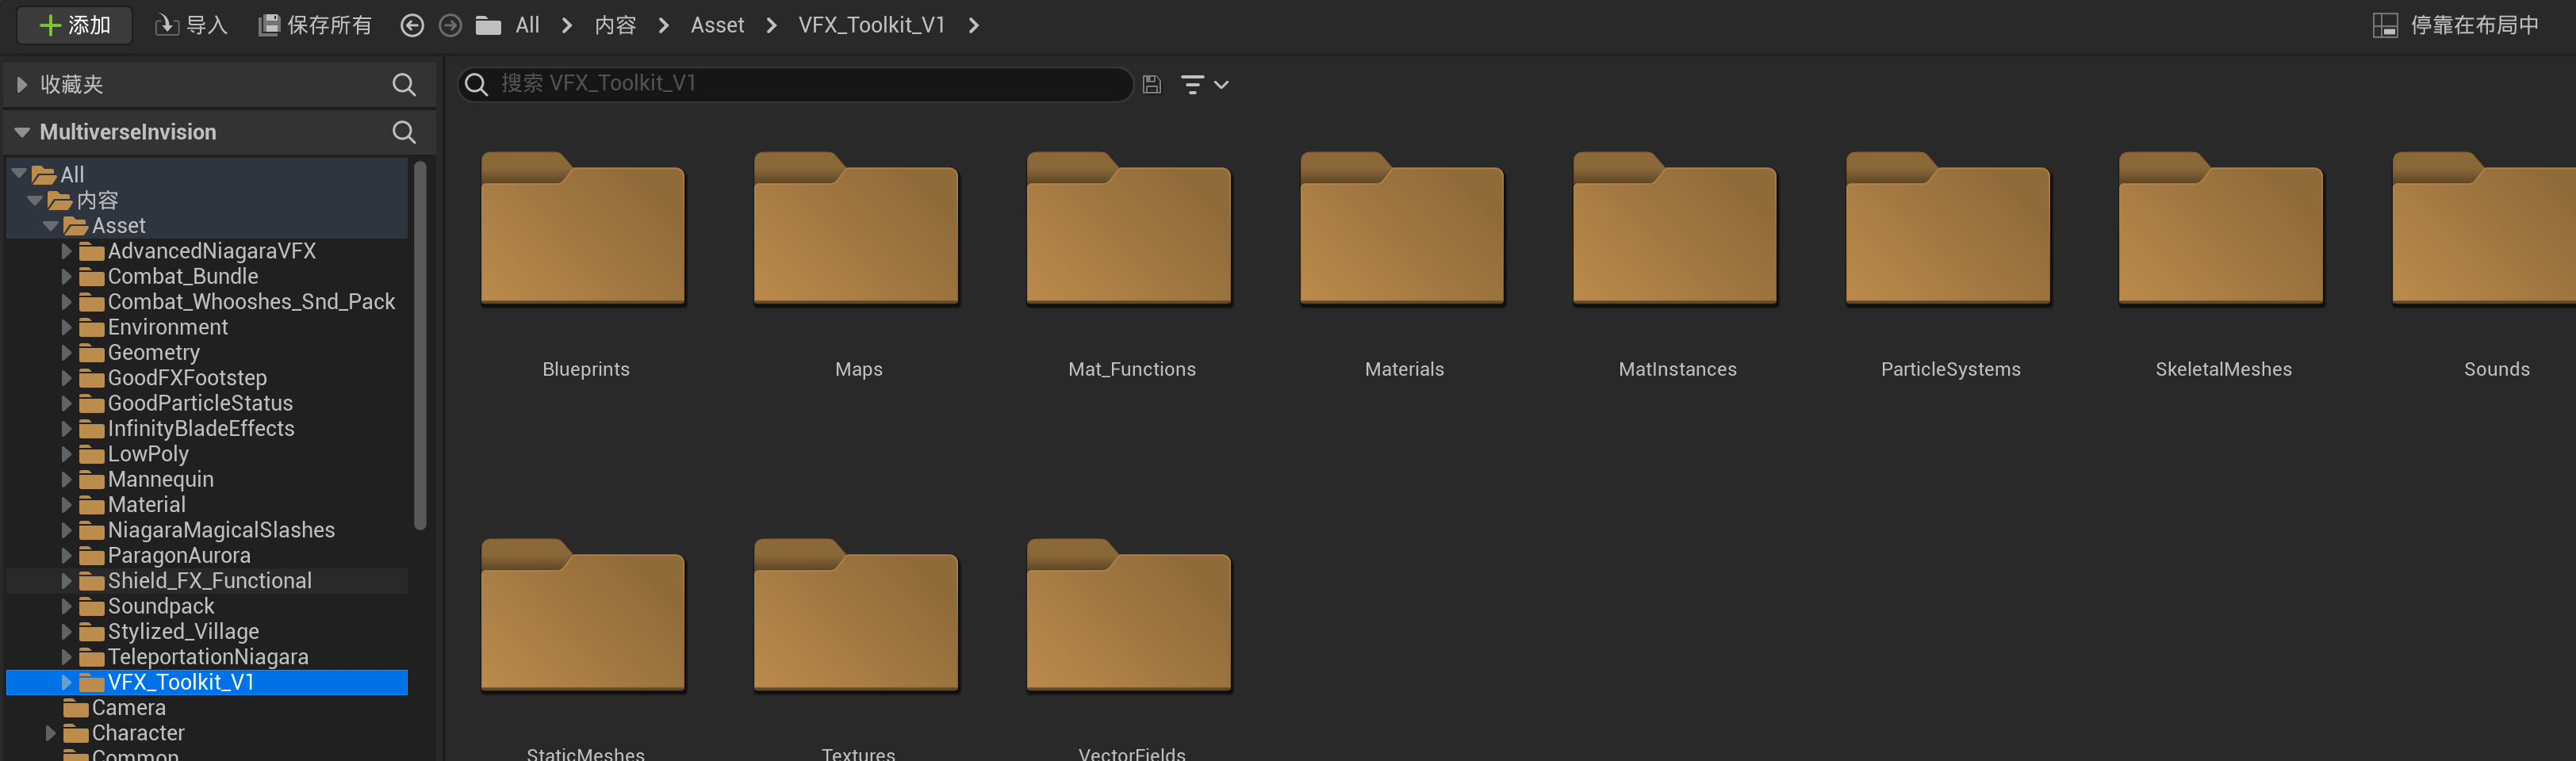 添加 导入 保存所有 All 内容 Asset VFX_Toolkit_V1 停靠在布局中
收藏夹
搜索 VFX_Toolkit_V1
MultiverseInvision
All
内容
Asset
AdvancedNiagaraVFX
Combat_Bundle
Combat_Whooshes_Snd_Pack
Environment
Geometry
GoodFXFootstep
GoodParticleStatus
InfinityBladeEffects
LowPoly
Mannequin
Material
NiagaraMagicalSlashes
ParagonAurora
Shield_FX_Functional
Soundpack
Stylized_Village
TeleportationNiagara
VFX_Toolkit_V1
Camera
Character
Common
Blueprints Maps Mat_Functions Materials MatInstances ParticleSystems SkeletalMeshes Sounds
StaticMeshes Textures VectorFields